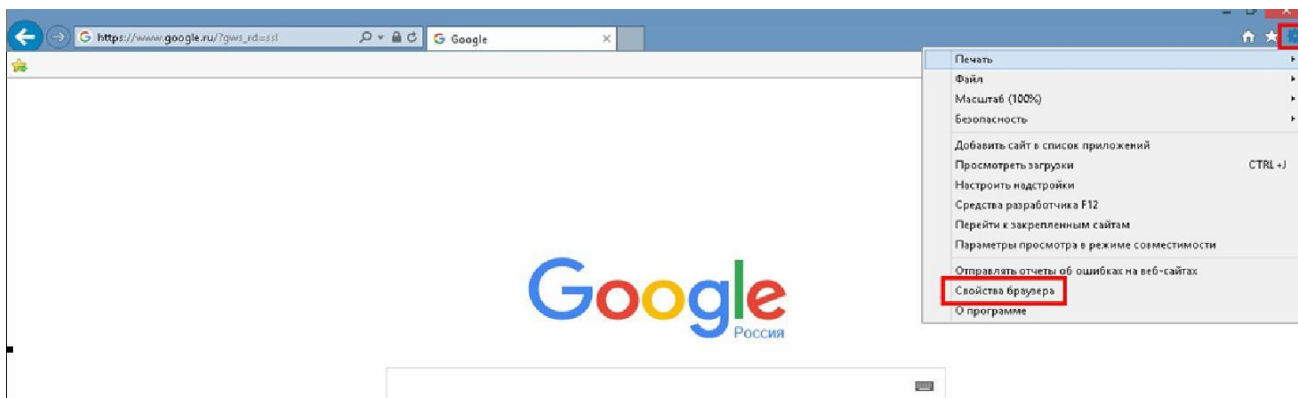 https://www.google.ru/?gws_rd=ssl
Google
Печать
Файл
Масштаб (100%)
Безопасность
Добавить сайт в список приложений
Просмотреть загрузки CTRL+J
Настроить надстройки
Средства разработчика F12
Перейти к закрепленным сайтам
Параметры просмотра в режиме совместимости
Отправлять отчеты об ошибках на веб-сайтах
Свойства браузера
О программе
Google
Россия